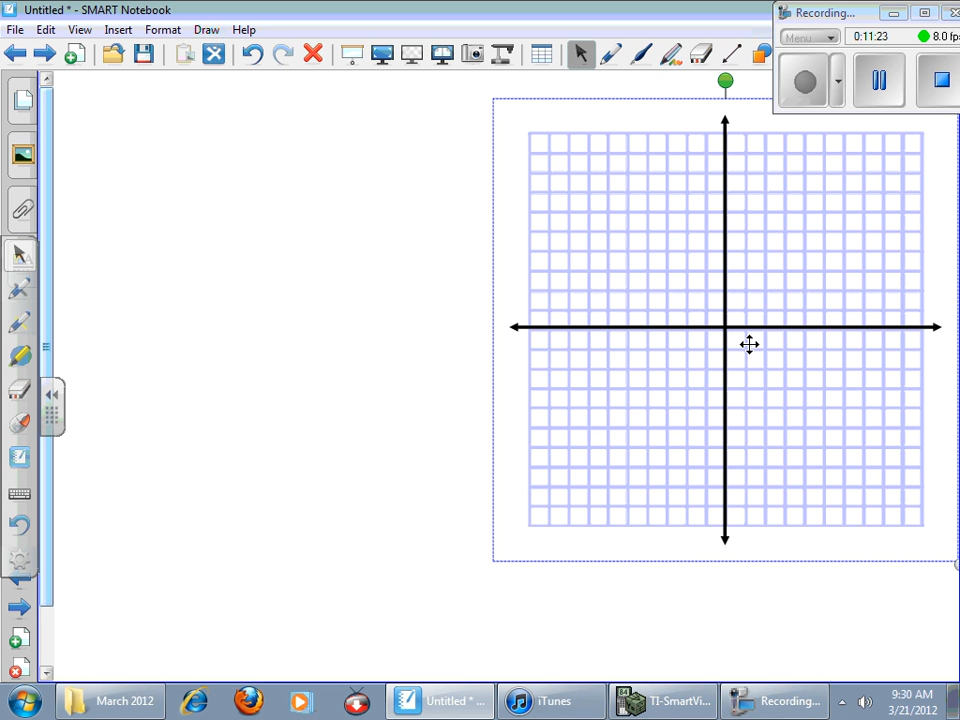 Untitled * - SMART Notebook
File Edit View Insert Format Draw Help
Recording...
Menu
0:11:23
8.0 fp
March 2012
Untitled * ...
iTunes
TI-SmartVi...
Recording...
9:30 AM
3/21/2012